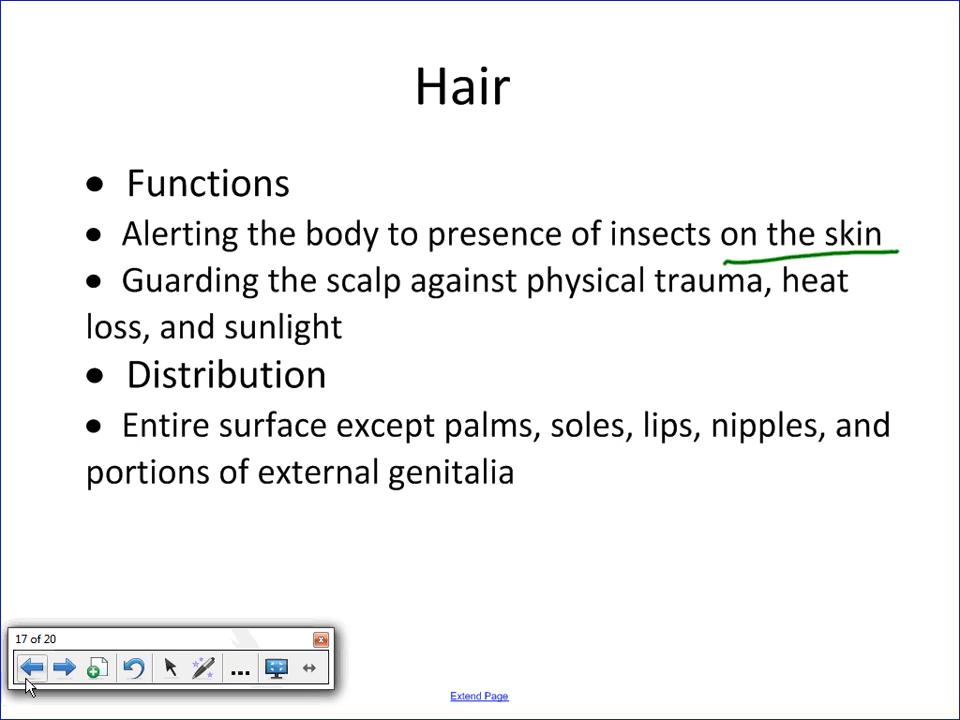 Hair
• Functions
• Alerting the body to presence of insects on the skin
• Guarding the scalp against physical trauma, heat
loss, and sunlight
• Distribution
• Entire surface except palms, soles, lips, nipples, and
portions of external genitalia
17 of 20
Extend Page